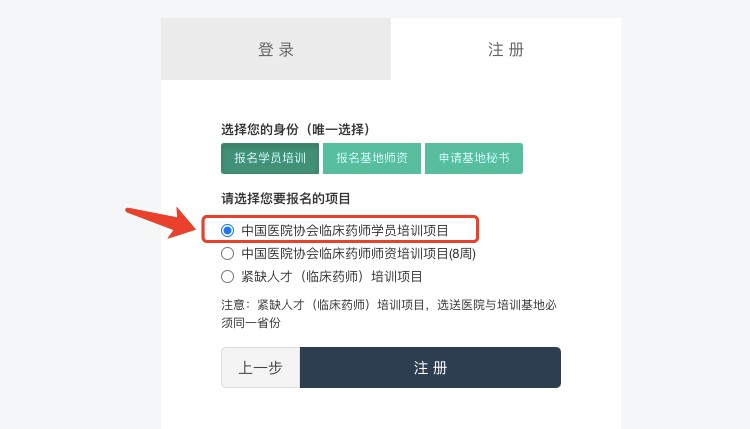 登 录
注 册
选择您的身份（唯一选择）
报名学员培训
报名基地师资
申请基地秘书
请选择您要报名的项目
中国医院协会临床药师学员培训项目
中国医院协会临床药师师资培训项目(8周)
紧缺人才（临床药师）培训项目
注意：紧缺人才（临床药师）培训项目，选送医院与培训基地必
须同一省份
上一步
注 册